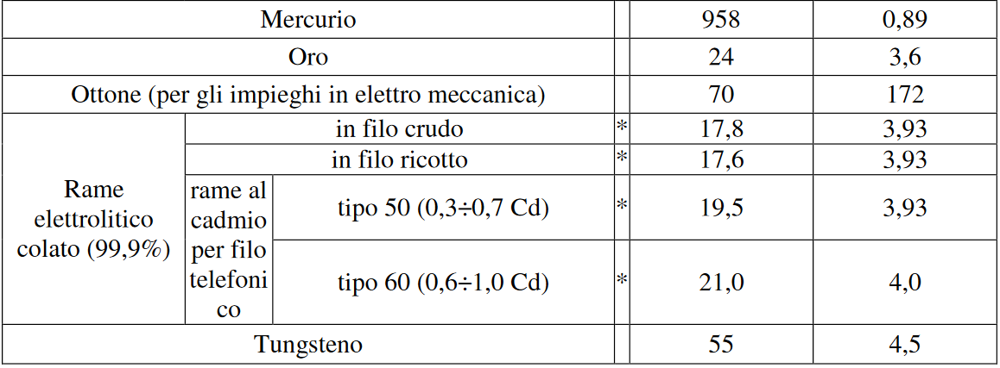 Mercurio 958 0,89
Oro 24 3,6
Ottone (per gli impieghi in elettro meccanica) 70 172
Rame
elettrolitico
colato (99,9%)
in filo crudo * 17,8 3,93
in filo ricotto * 17,6 3,93
rame al
cadmio
per filo
telefoni
co
tipo 50 (0,3÷0,7 Cd) * 19,5 3,93
tipo 60 (0,6÷1,0 Cd) * 21,0 4,0
Tungsteno 55 4,5